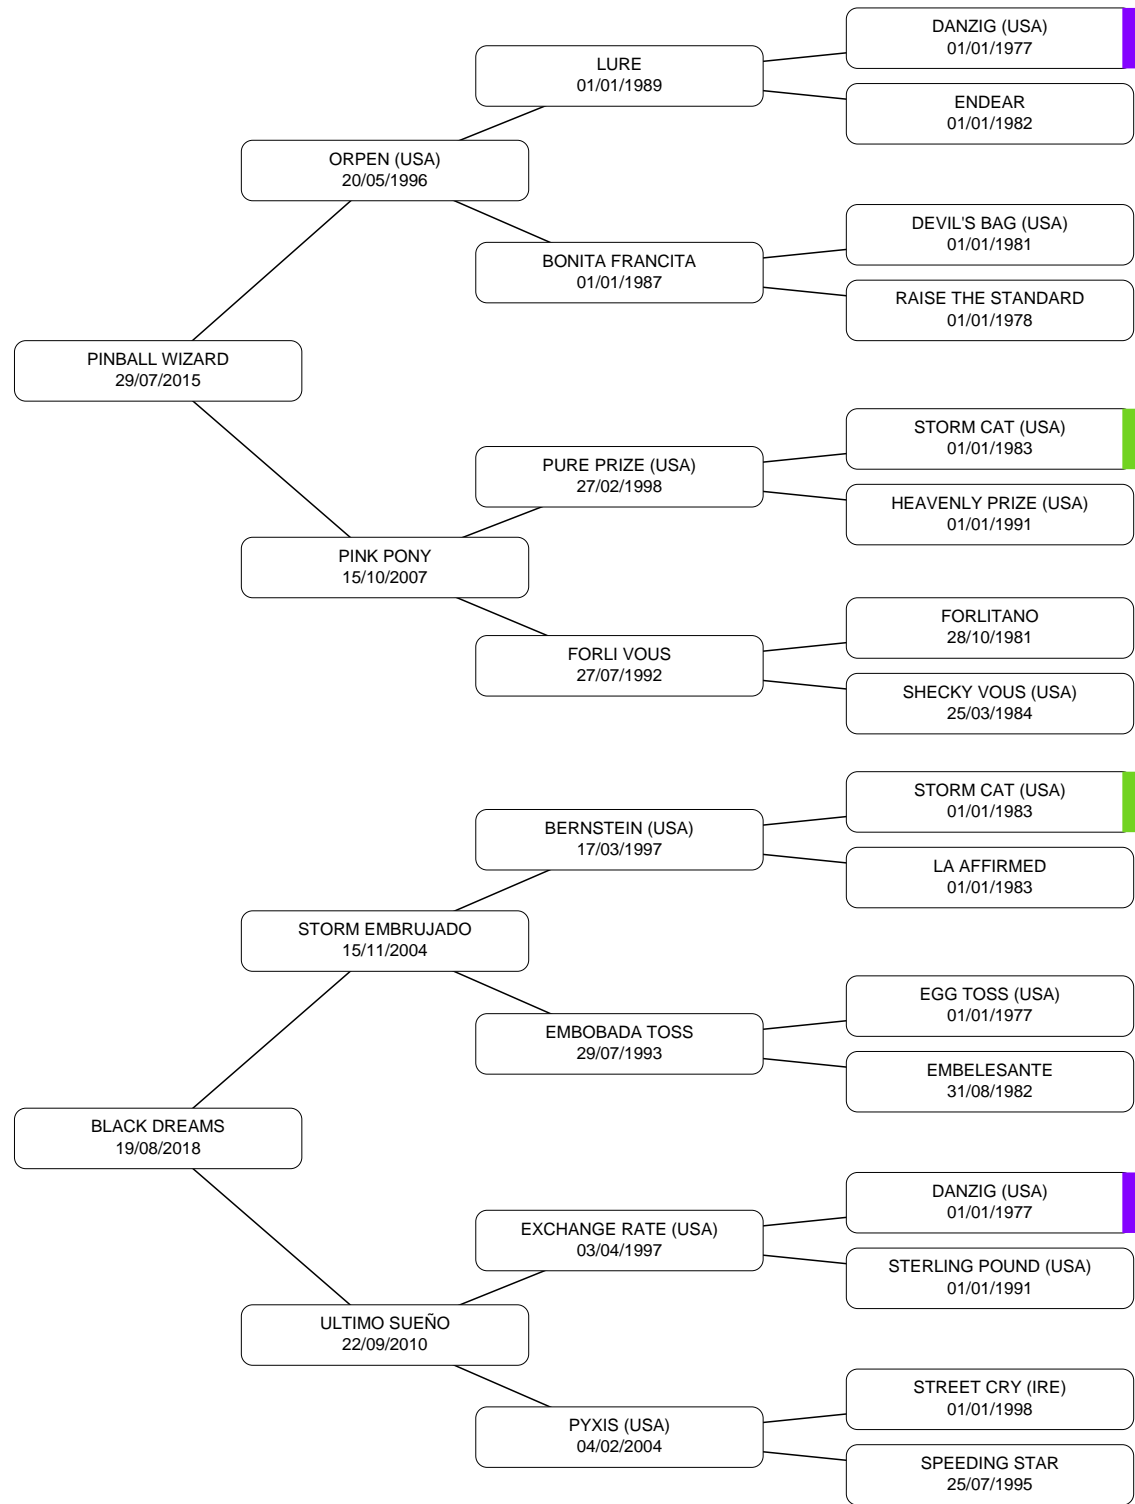 DANZIG (USA)
01/01/1977
LURE
01/01/1989
ENDEAR
01/01/1982
ORPEN (USA)
20/05/1996
DEVIL'S BAG (USA)
01/01/1981
BONITA FRANCITA
01/01/1987
RAISE THE STANDARD
01/01/1978
PINBALL WIZARD
29/07/2015
STORM CAT (USA)
01/01/1983
PURE PRIZE (USA)
27/02/1998
HEAVENLY PRIZE (USA)
01/01/1991
PINK PONY
15/10/2007
FORLITANO
28/10/1981
FORLI VOUS
27/07/1992
SHECKY VOUS (USA)
25/03/1984
STORM CAT (USA)
01/01/1983
BERNSTEIN (USA)
17/03/1997
LA AFFIRMED
01/01/1983
STORM EMBRUJADO
15/11/2004
EGG TOSS (USA)
01/01/1977
EMBOBADA TOSS
29/07/1993
EMBELESANTE
31/08/1982
BLACK DREAMS
19/08/2018
DANZIG (USA)
01/01/1977
EXCHANGE RATE (USA)
03/04/1997
STERLING POUND (USA)
01/01/1991
ULTIMO SUEÑO
22/09/2010
STREET CRY (IRE)
01/01/1998
PYXIS (USA)
04/02/2004
SPEEDING STAR
25/07/1995